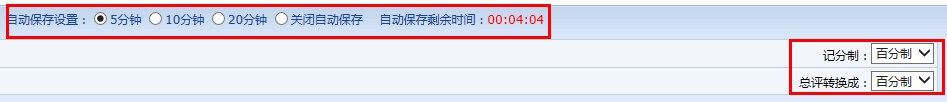 自动保存设置：5分钟 10分钟 20分钟 关闭自动保存 自动保存剩余时间：00:04:04
记分制：百分制
总评转换成：百分制